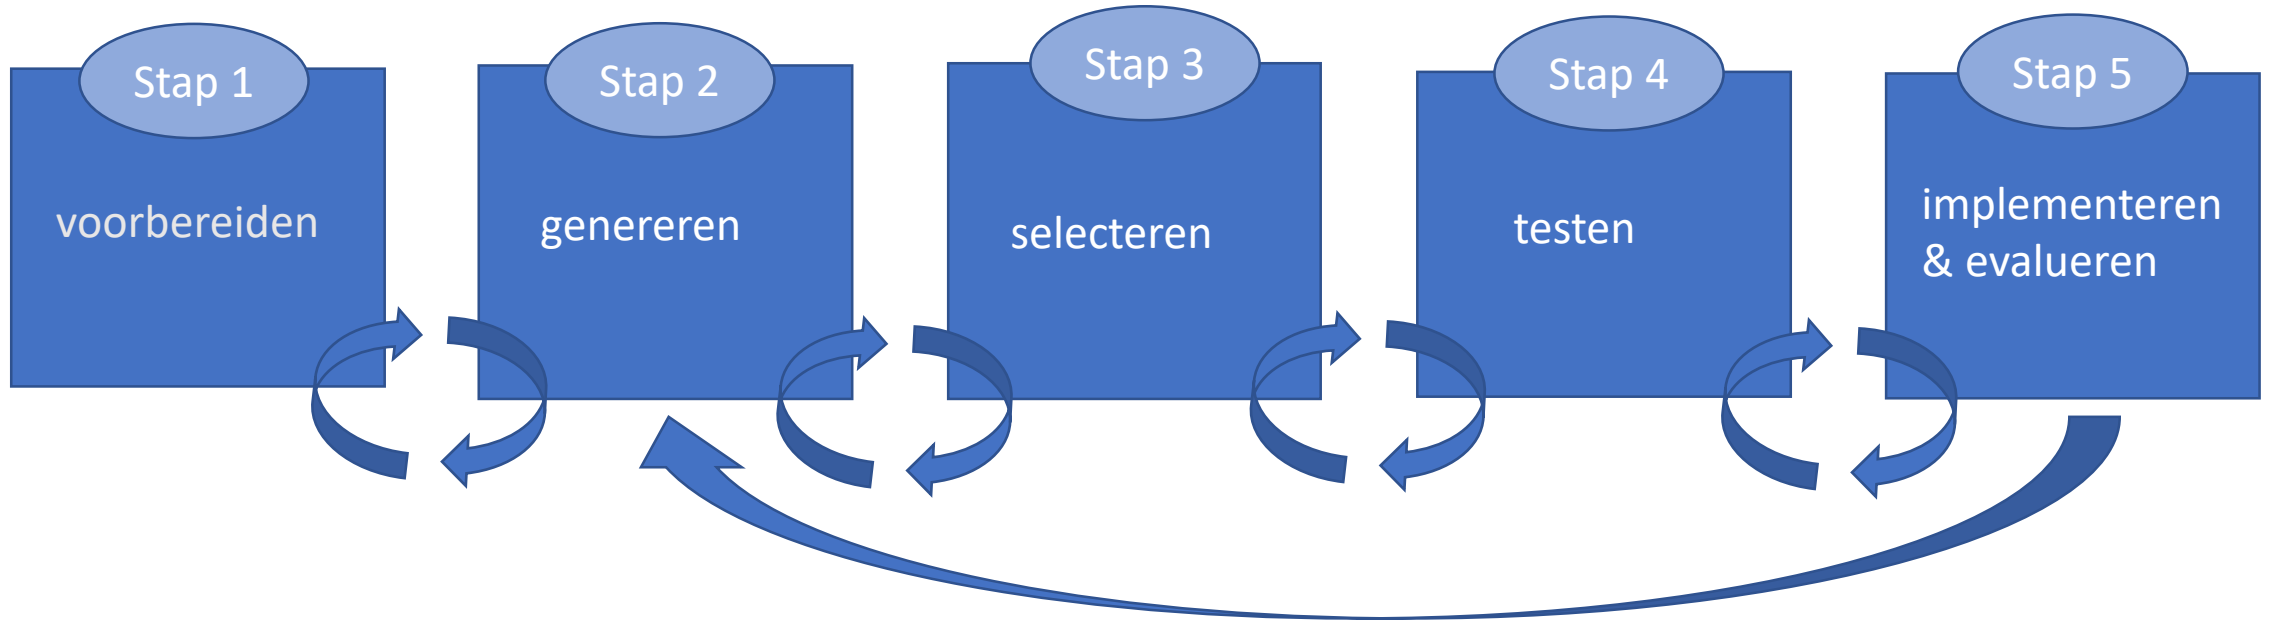 Stap 1
voorbereiden
Stap 2
genereren
Stap 3
selecteren
Stap 4
testen
Stap 5
implementeren
& evalueren